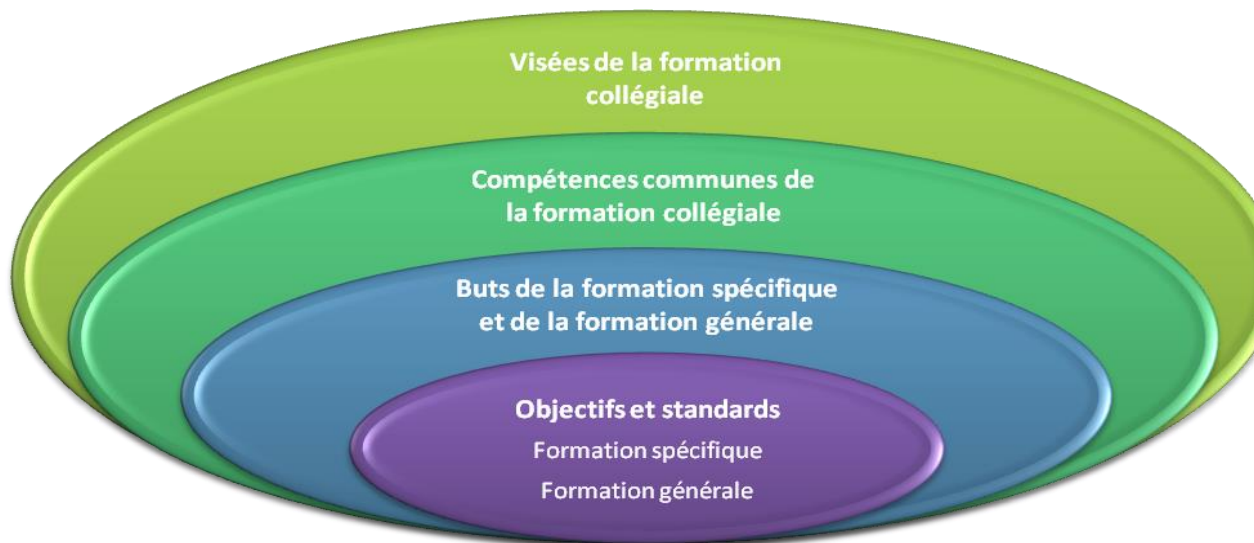 Visées de la formation
collégiale
Compétences communes de
la formation collégiale
Buts de la formation spécifique
et de la formation générale
Objectifs et standards
Formation spécifique
Formation générale